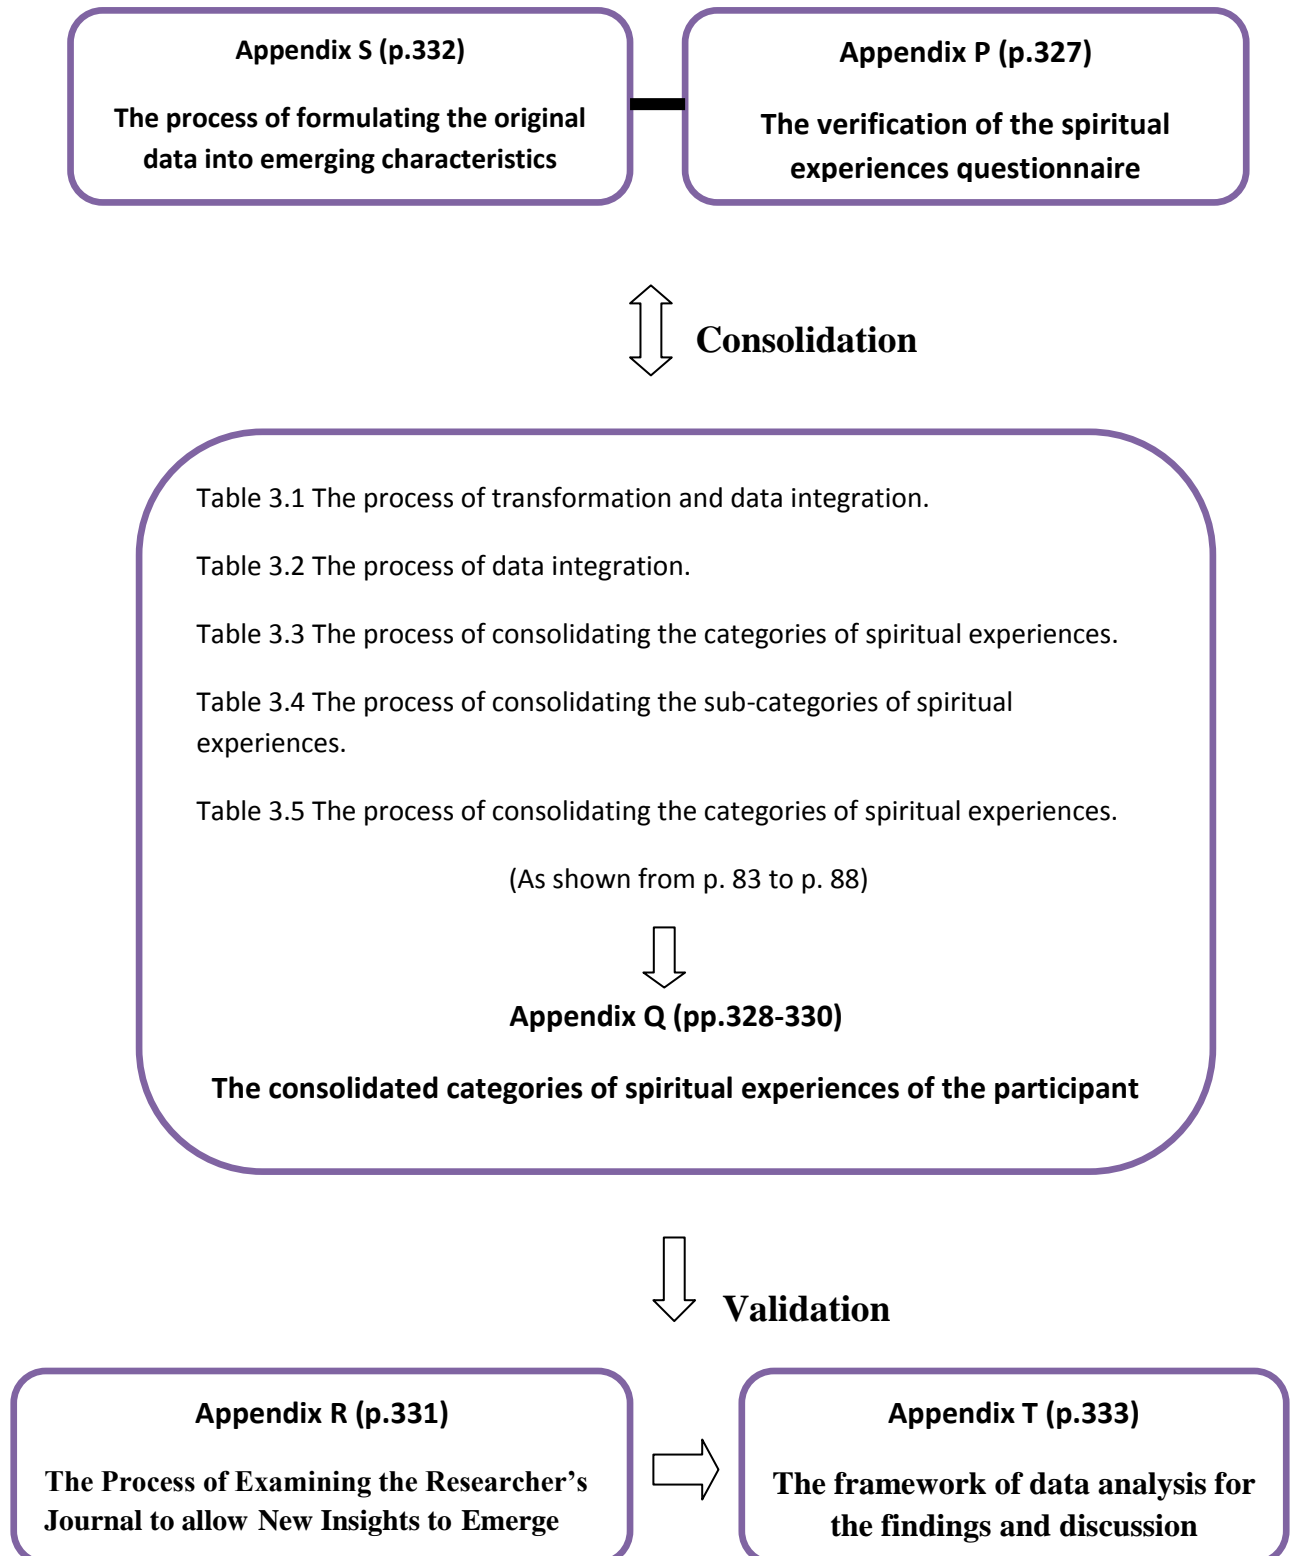 Appendix S (p.332)
The process of formulating the original
data into emerging characteristics
Appendix P (p.327)
The verification of the spiritual
experiences questionnaire
Consolidation
Table 3.1 The process of transformation and data integration.
Table 3.2 The process of data integration.
Table 3.3 The process of consolidating the categories of spiritual experiences.
Table 3.4 The process of consolidating the sub-categories of spiritual
experiences.
Table 3.5 The process of consolidating the categories of spiritual experiences.
(As shown from p. 83 to p. 88)
Appendix Q (pp.328-330)
The consolidated categories of spiritual experiences of the participant
Validation
Appendix R (p.331)
The Process of Examining the Researcher’s
Journal to allow New Insights to Emerge
Appendix T (p.333)
The framework of data analysis for
the findings and discussion